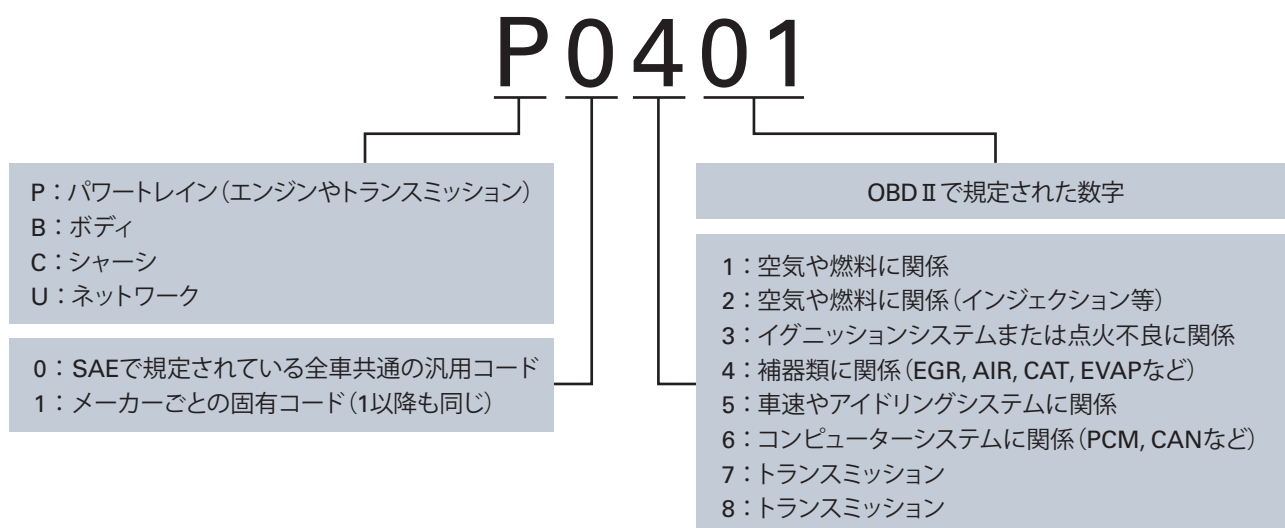 P0401
P：パワートレイン（エンジンやトランスミッション）
B：ボディ
C：シャーシ
U：ネットワーク
0：SAEで規定されている全車共通の汎用コード
1：メーカーごとの固有コード（1以降も同じ）
OBDⅡで規定された数字
1：空気や燃料に関係
2：空気や燃料に関係（インジェクション等）
3：イグニッションシステムまたは点火不良に関係
4：補器類に関係（EGR, AIR, CAT, EVAPなど）
5：車速やアイドリングシステムに関係
6：コンピューターシステムに関係（PCM, CANなど）
7：トランスミッション
8：トランスミッション